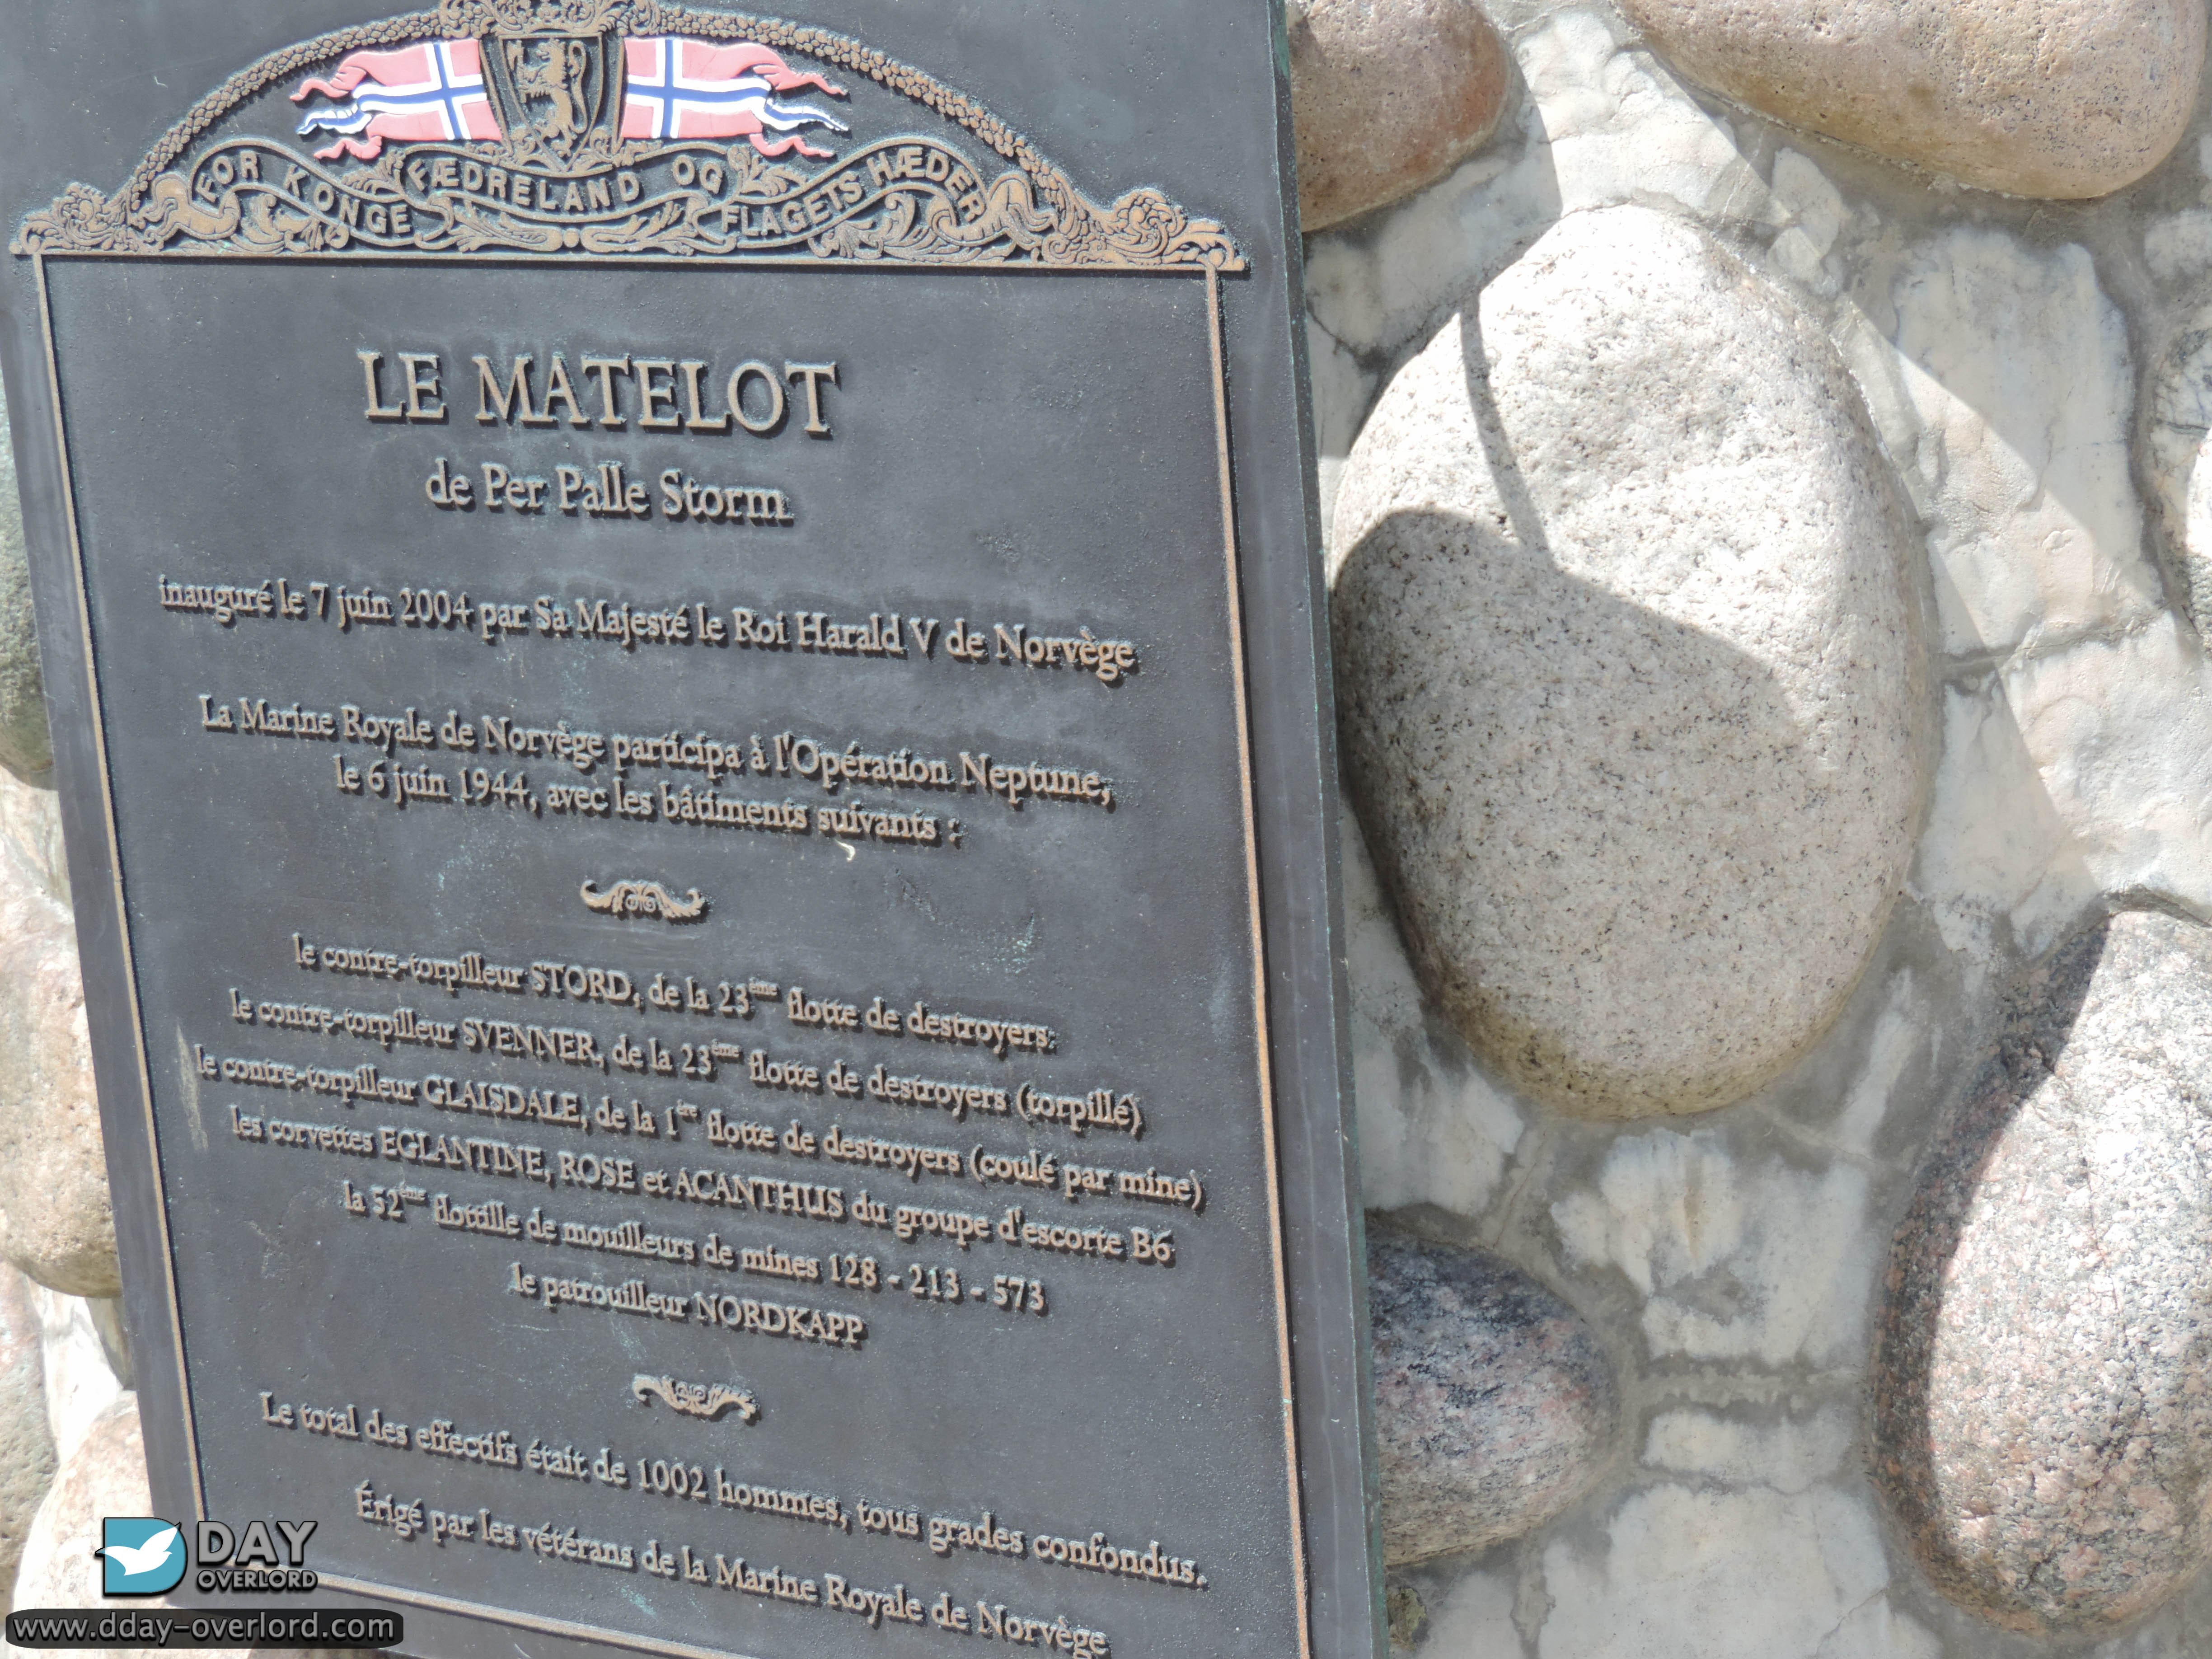 FOR KONGE FÆDRELAND OG FLAGETS HÆDER
LE MATELOT
de Per Palle Storm
inauguré le 7 juin 2004 par Sa Majesté le Roi Harald V de Norvège
La Marine Royale de Norvège participa à l'Opération Neptune,
le 6 juin 1944, avec les bâtiments suivants :
le contre-torpilleur STORD, de la 23ème flotte de destroyers:
le contre-torpilleur SVENNER, de la 23ème flotte de destroyers (torpillé)
le contre-torpilleur GLAISDALE, de la 1ère flotte de destroyers (coulé par mine)
les corvettes EGLANTINE, ROSE et ACANTHUS du groupe d'escorte B6
la 52ème flottille de mouilleurs de mines 128 - 213 - 573
le patrouilleur NORDKAPP
Le total des effectifs était de 1002 hommes, tous grades confondus.
Érigé par les vétérans de la Marine Royale de Norvège
DAY
OVERLORD
www.dday-overlord.com